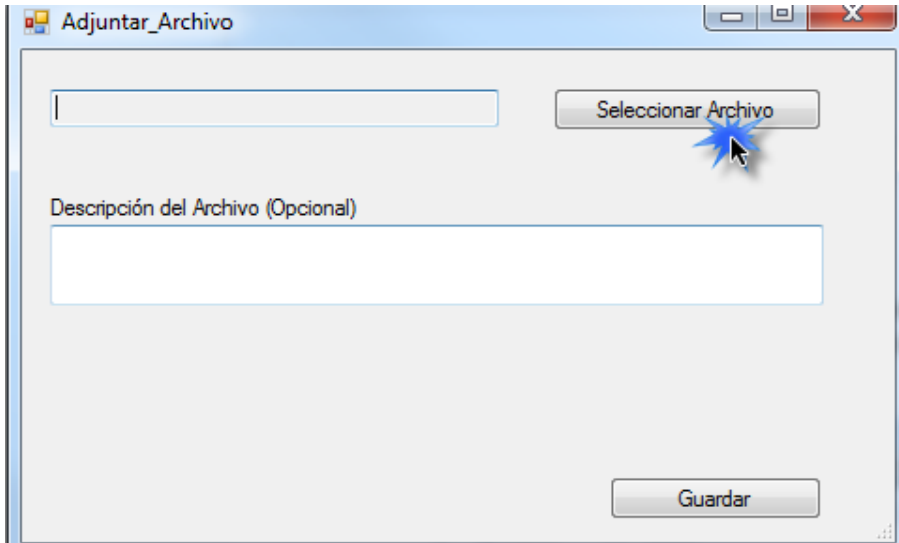 Adjuntar_Archivo
Seleccionar Archivo
Descripción del Archivo (Opcional)
Guardar